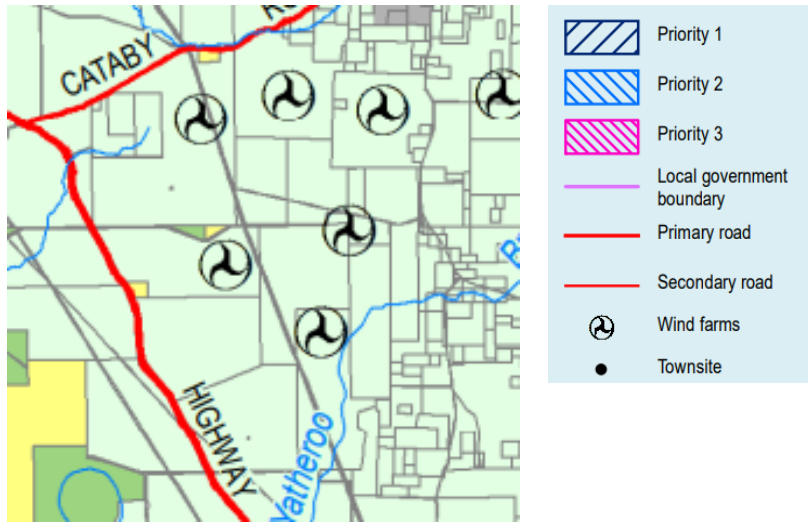 CATABY
HIGHWAY
Yatheroo
Priority 1
Priority 2
Priority 3
Local government
boundary
Primary road
Secondary road
Wind farms
Townsite